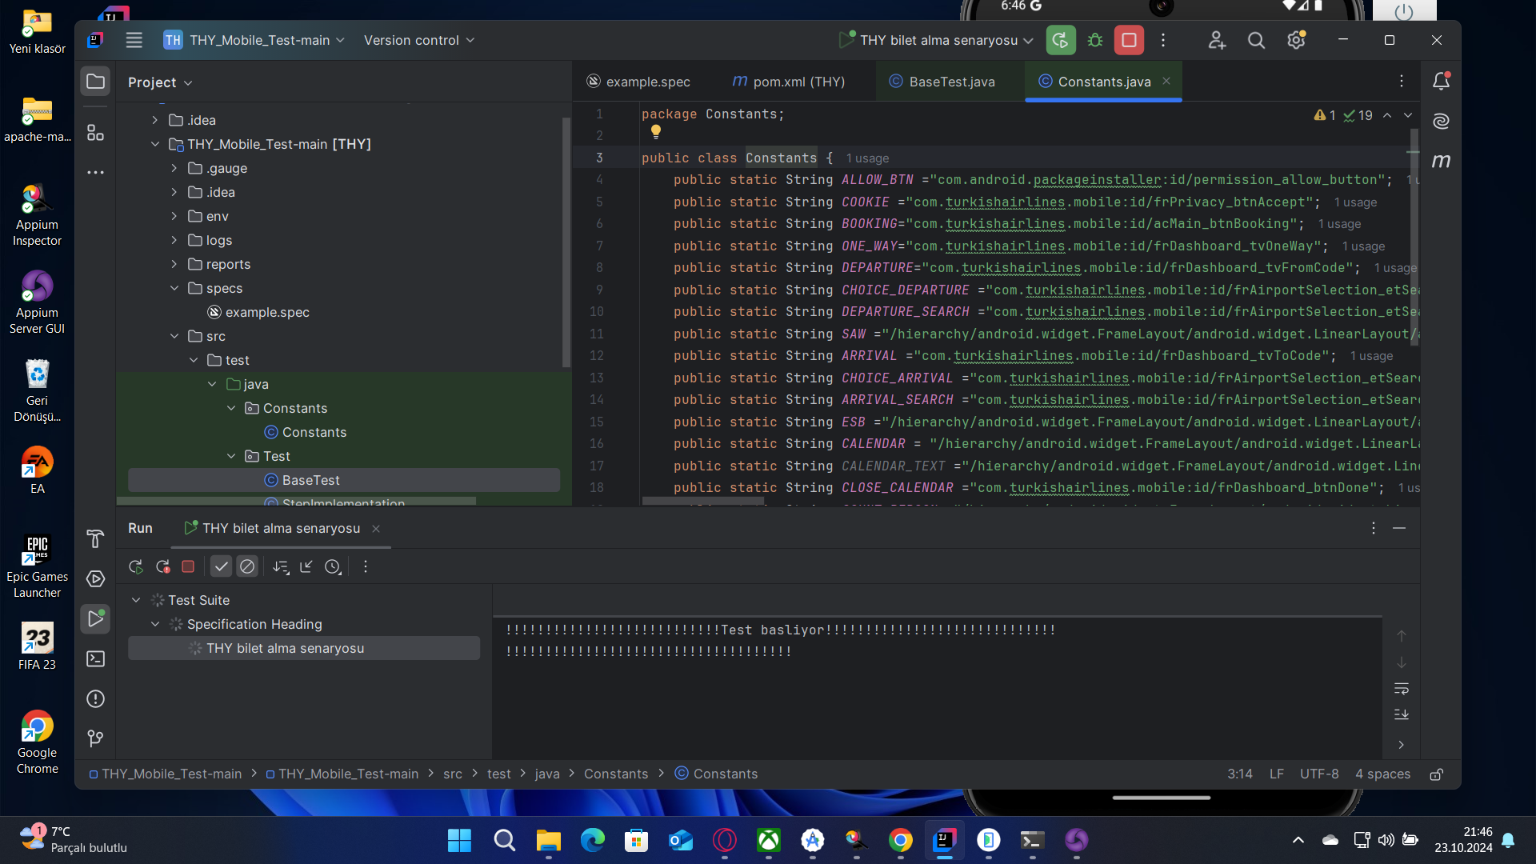 Yeni klasör
apache-ma...
Appium
Inspector
Appium
Server GUI
Geri
Dönüşü...
EA
Epic Games
Launcher
FIFA 23
Google
Chrome
6:46 G
TH THY_Mobile_Test-main
Version control
THY bilet alma senaryosu
Project
.idea
THY_Mobile_Test-main [THY]
.gauge
.idea
env
logs
reports
specs
example.spec
src
test
java
Constants
Constants
Test
BaseTest
StepImplementation
example.spec
m pom.xml (THY)
BaseTest.java
Constants.java
1 19
1 package Constants;
2
3 public class Constants { 1 usage
4 public static String ALLOW_BTN ="com.android.packageinstaller:id/permission_allow_button";
5 public static String COOKIE ="com.turkishairlines.mobile:id/frPrivacy_btnAccept"; 1 usage
6 public static String BOOKING="com.turkishairlines.mobile:id/acMain_btnBooking"; 1 usage
7 public static String ONE_WAY="com.turkishairlines.mobile:id/frDashboard_tvOneWay"; 1 usage
8 public static String DEPARTURE="com.turkishairlines.mobile:id/frDashboard_tvFromCode"; 1 usage
9 public static String CHOICE_DEPARTURE ="com.turkishairlines.mobile:id/frAirportSelection_etSea
10 public static String DEPARTURE_SEARCH ="com.turkishairlines.mobile:id/frAirportSelection_etSea
11 public static String SAW ="/hierarchy/android.widget.FrameLayout/android.widget.LinearLayout/a
12 public static String ARRIVAL ="com.turkishairlines.mobile:id/frDashboard_tvToCode"; 1 usage
13 public static String CHOICE_ARRIVAL ="com.turkishairlines.mobile:id/frAirportSelection_etSearc
14 public static String ARRIVAL_SEARCH ="com.turkishairlines.mobile:id/frAirportSelection_etSearc
15 public static String ESB ="/hierarchy/android.widget.FrameLayout/android.widget.LinearLayout/a
16 public static String CALENDAR = "/hierarchy/android.widget.FrameLayout/android.widget.LinearLa
17 public static String CALENDAR_TEXT ="/hierarchy/android.widget.FrameLayout/android.widget.Line
18 public static String CLOSE_CALENDAR ="com.turkishairlines.mobile:id/frDashboard_btnDone"; 1 us
Run
THY bilet alma senaryosu
Test Suite
Specification Heading
THY bilet alma senaryosu
!!!!!!!!!!!!!!!!!!!!!!!!!!!Test basliyor!!!!!!!!!!!!!!!!!!!!!!!!!!!!!
!!!!!!!!!!!!!!!!!!!!!!!!!!!!!!!!!!!!
THY_Mobile_Test-main > THY_Mobile_Test-main > src > test > java > Constants > Constants
3:14 LF UTF-8 4 spaces
1
7°C
Parçalı bulutlu
21:46
23.10.2024